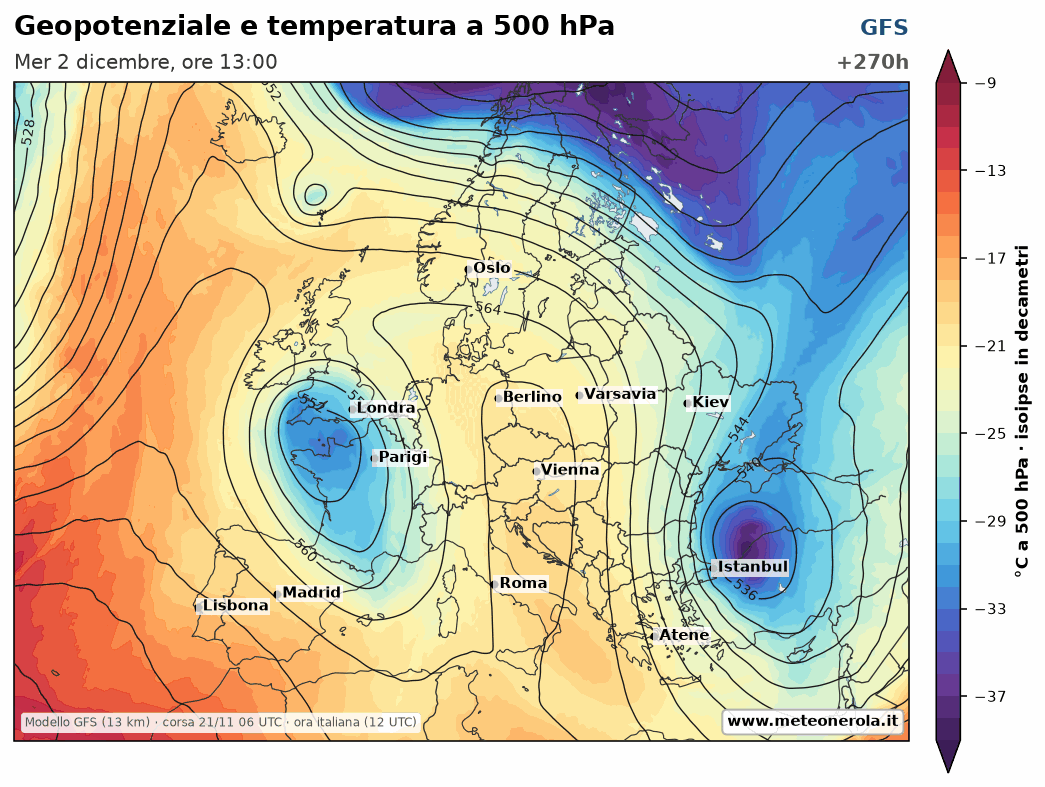 Geopotenziale e temperatura a 500 hPa
GFS
Mer 2 dicembre, ore 13:00
+270h
552
528
564
552
560
544
540
536
Oslo
Londra
Berlino
Varsavia
Kiev
Parigi
Vienna
Istanbul
Madrid
Roma
Lisbona
Atene
−9
−13
−17
−21
−25
−29
−33
−37
°C a 500 hPa · isoipse in decametri
Modello GFS (13 km) · corsa 21/11 06 UTC · ora italiana (12 UTC)
www.meteonerola.it